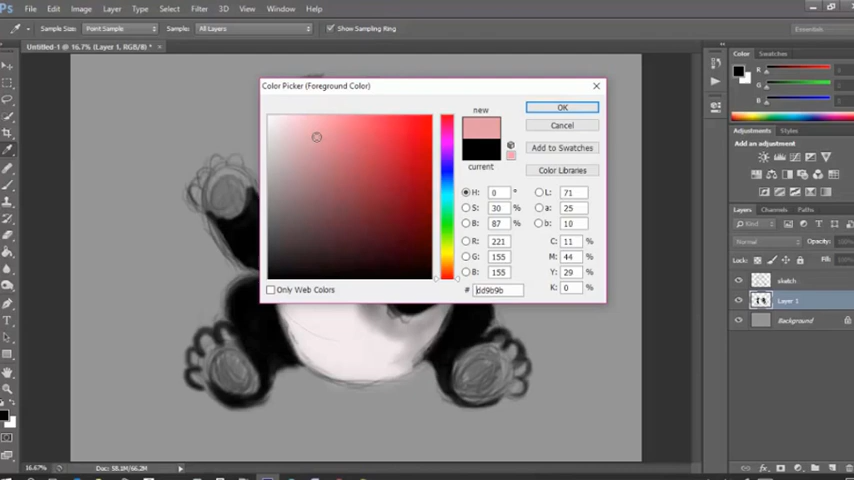 Ps File Edit Image Layer Type Select Filter 3D View Window Help
Sample Size: Point Sample Sample: All Layers Show Sampling Ring Essentials
Untitled-1 @ 16.7% (Layer 1, RGB/8) * ×
Color Swatches
R
G
B
Color Picker (Foreground Color)
new
current
OK
Cancel
Add to Swatches
Color Libraries
H: 0 ° L: 71
S: 30 % a: 25
B: 87 % b: 10
R: 221 C: 11 %
G: 155 M: 44 %
B: 155 Y: 29 %
# dd9b9b K: 0 %
Only Web Colors
Adjustments Styles
Add an adjustment
Layers Channels Paths
Kind
Normal Opacity:
Lock: Fill:
sketch
Layer 1
Background
16.67% Doc: 58.1M/66.2M